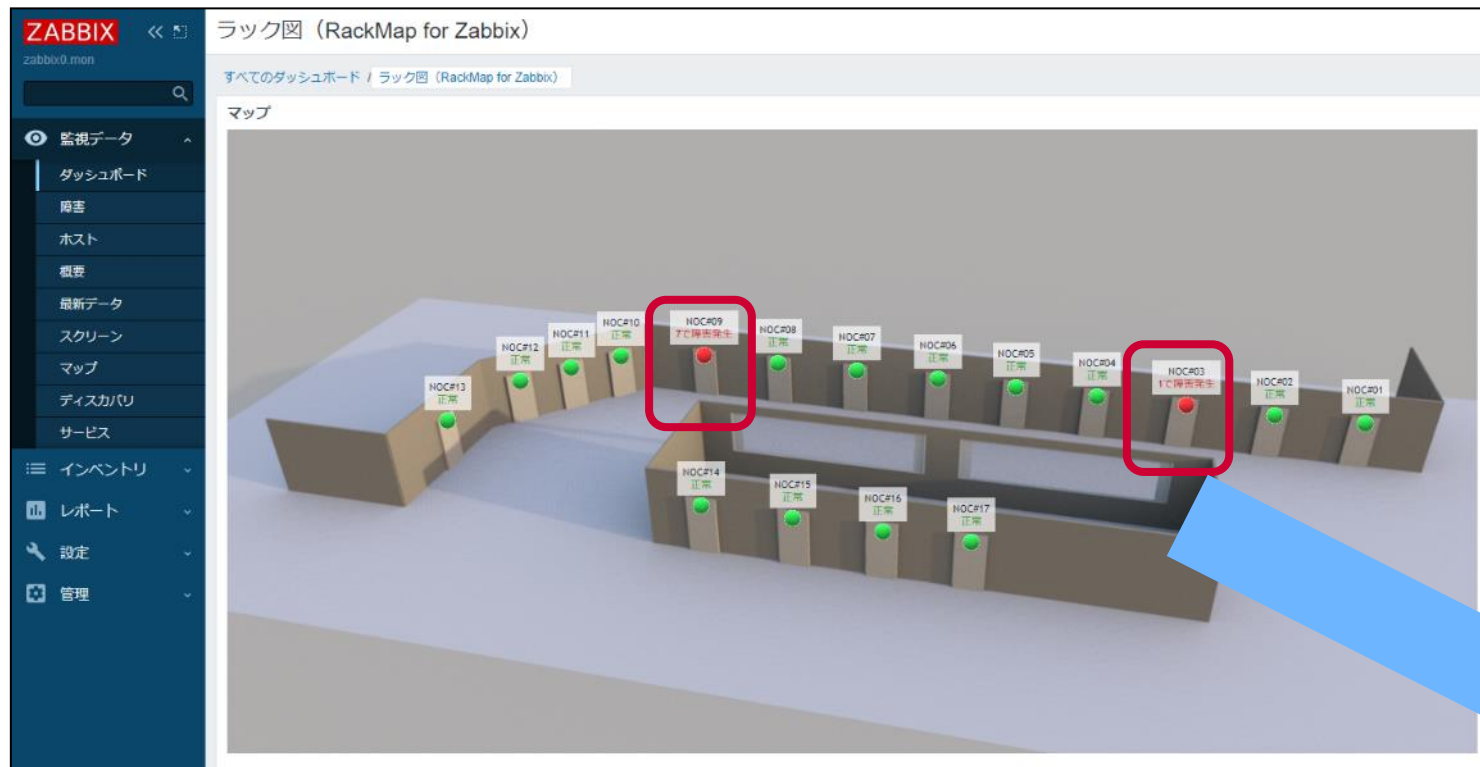 ZABBIX
zabbix0.mon
監視データ
ダッシュボード
障害
ホスト
概要
最新データ
スクリーン
マップ
ディスカバリ
サービス
インベントリ
レポート
設定
管理
ラック図（RackMap for Zabbix）
すべてのダッシュボード / ラック図（RackMap for Zabbix）
マップ
NOC#10
正常
NOC#09
7で障害発生
NOC#08
正常
NOC#11
正常
NOC#07
正常
NOC#12
正常
NOC#06
正常
NOC#05
正常
NOC#04
正常
NOC#03
1で障害発生
NOC#02
正常
NOC#01
正常
NOC#13
正常
NOC#14
正常
NOC#15
正常
NOC#16
正常
NOC#17
正常